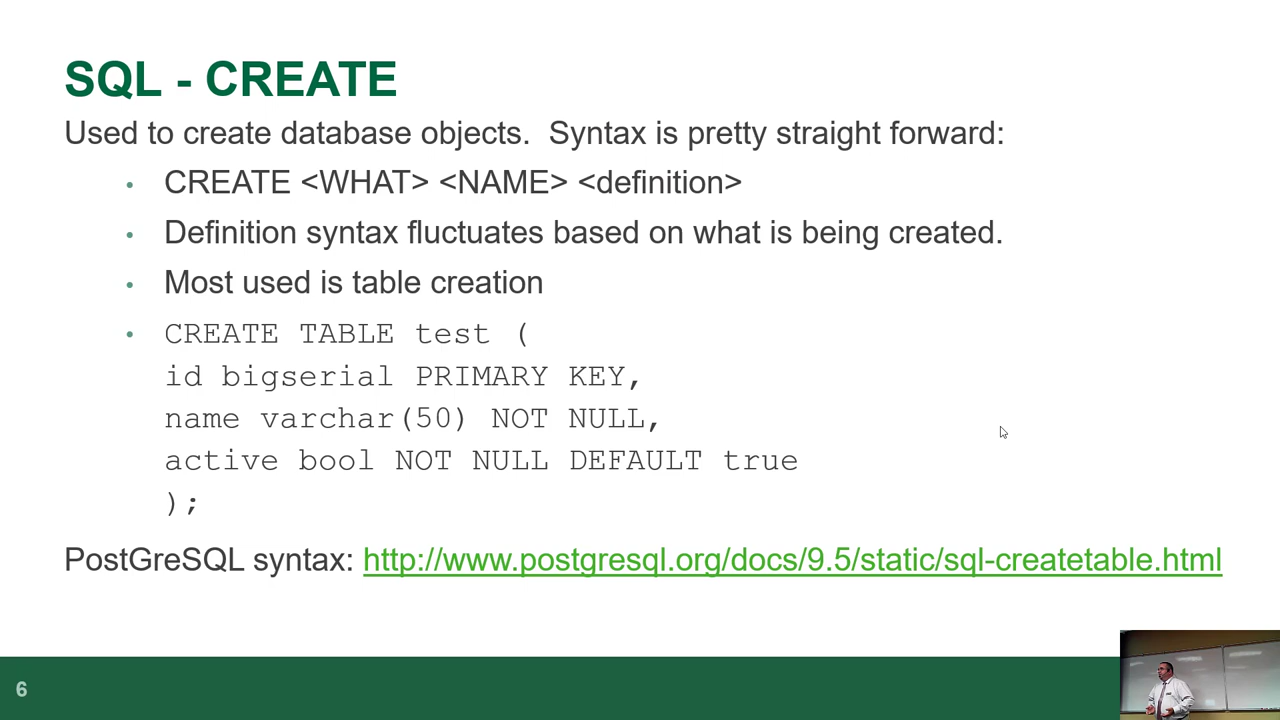 SQL - CREATE
Used to create database objects.  Syntax is pretty straight forward:
• CREATE <WHAT> <NAME> <definition>
• Definition syntax fluctuates based on what is being created.
• Most used is table creation
• CREATE TABLE test (
id bigserial PRIMARY KEY,
name varchar(50) NOT NULL,
active bool NOT NULL DEFAULT true
);
PostGreSQL syntax: http://www.postgresql.org/docs/9.5/static/sql-createtable.html
6